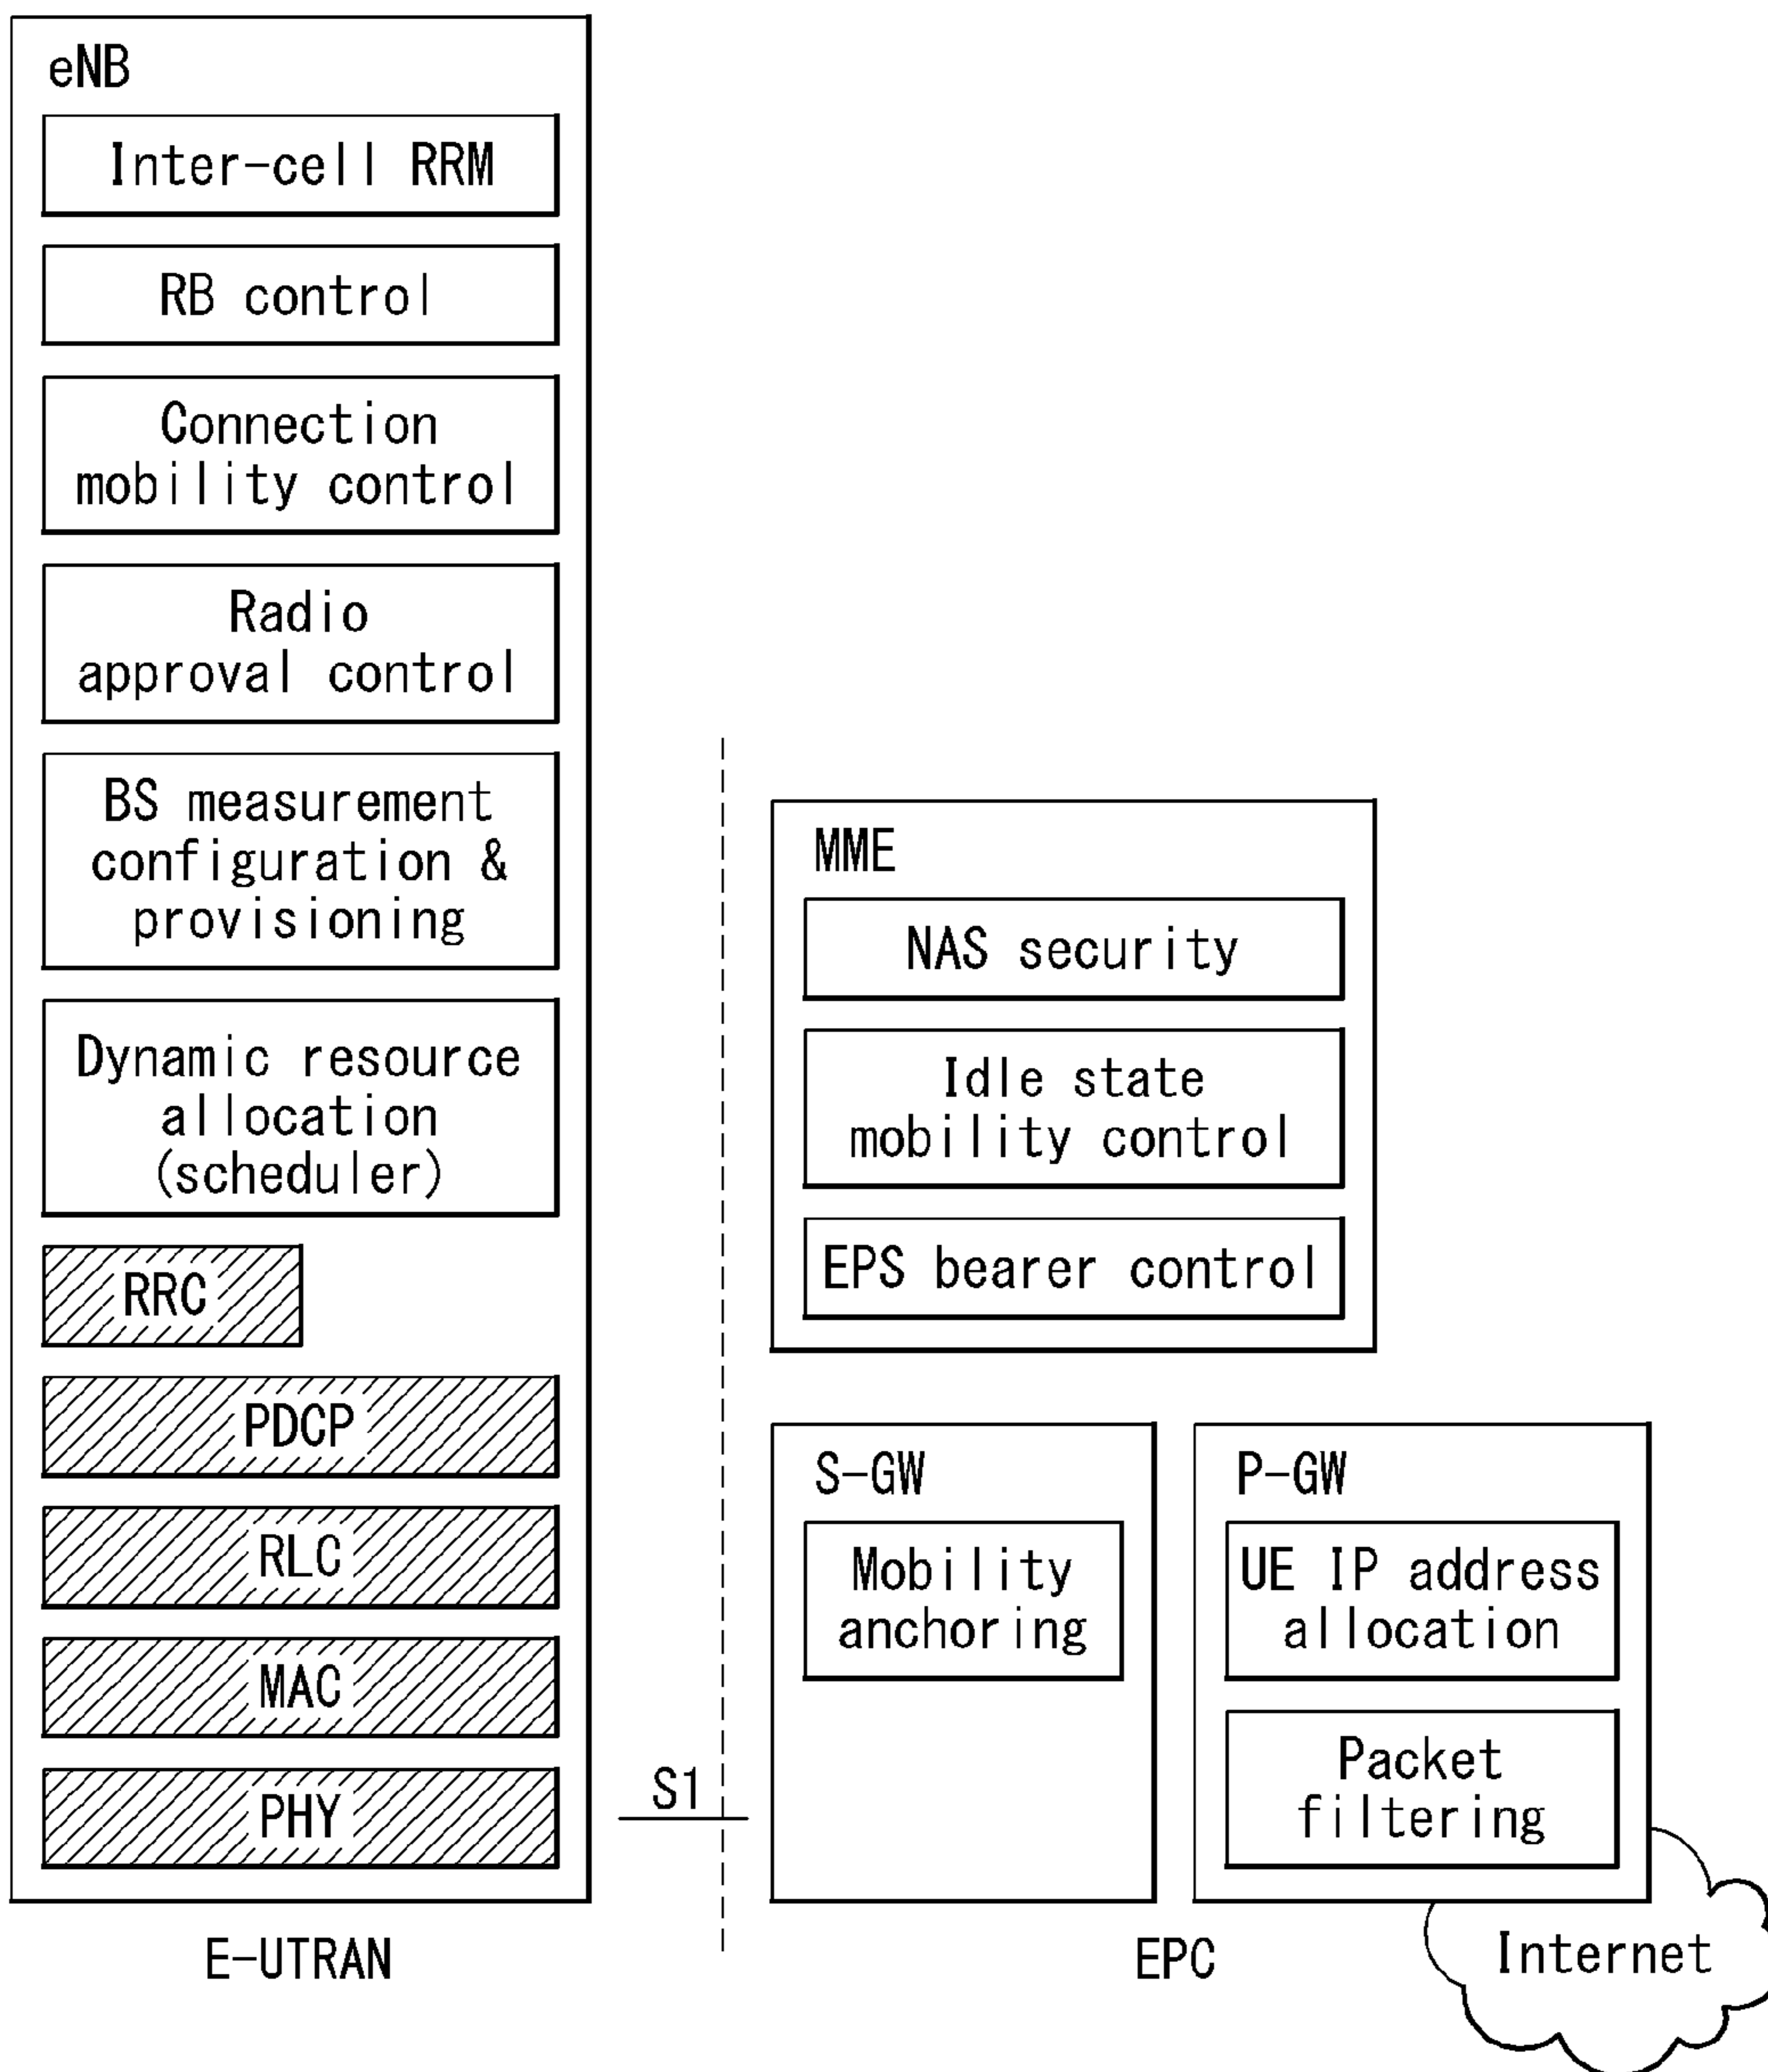 eNB
Inter-cell RRM
RB control
Connection
mobility control
Radio
approval control
BS measurement
configuration &
provisioning
Dynamic resource
allocation
(scheduler)
RRC
PDCP
RLC
MAC
PHY
S1
MME
NAS security
Idle state
mobility control
EPS bearer control
S-GW
Mobility
anchoring
P-GW
UE IP address
allocation
Packet
filtering
E-UTRAN
EPC
Internet